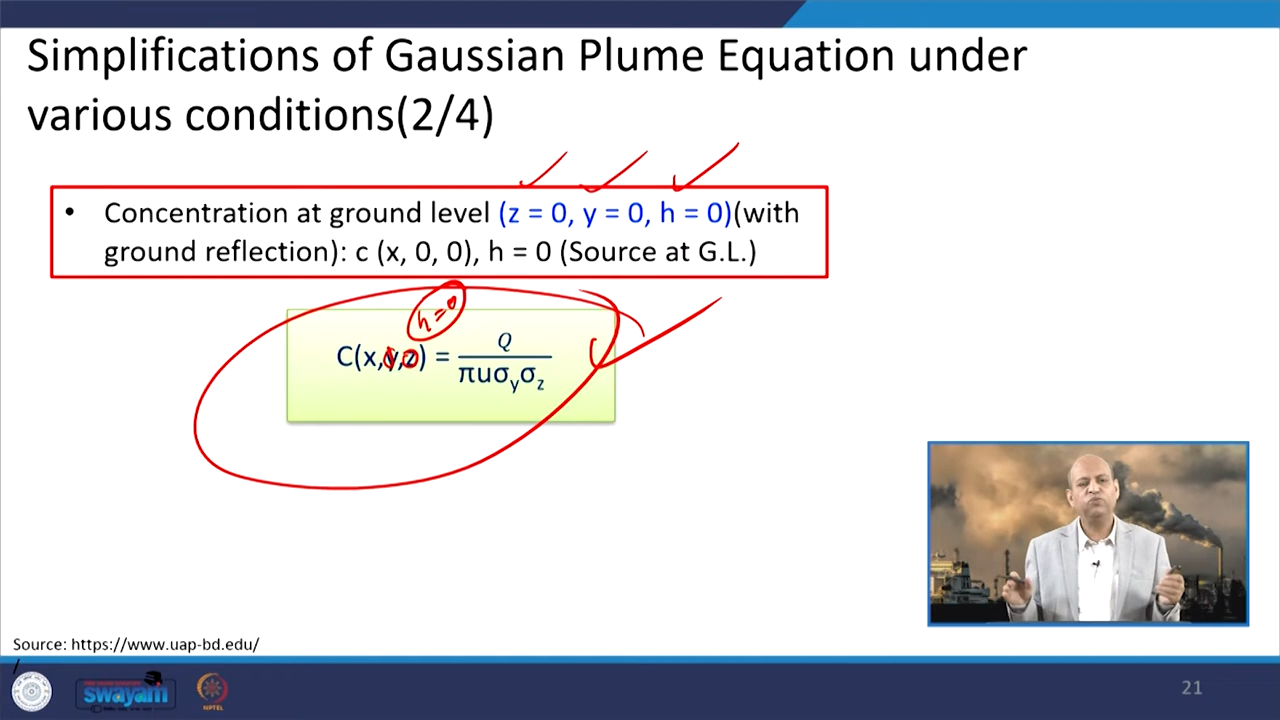 Simplifications of Gaussian Plume Equation under
various conditions(2/4)
• Concentration at ground level (z = 0, y = 0, h = 0)(with
ground reflection): c (x, 0, 0), h = 0 (Source at G.L.)
h = 0
C(x,y,z) = Q / πuσyσz
Source: https://www.uap-bd.edu/
/
swayam
NPTEL
21